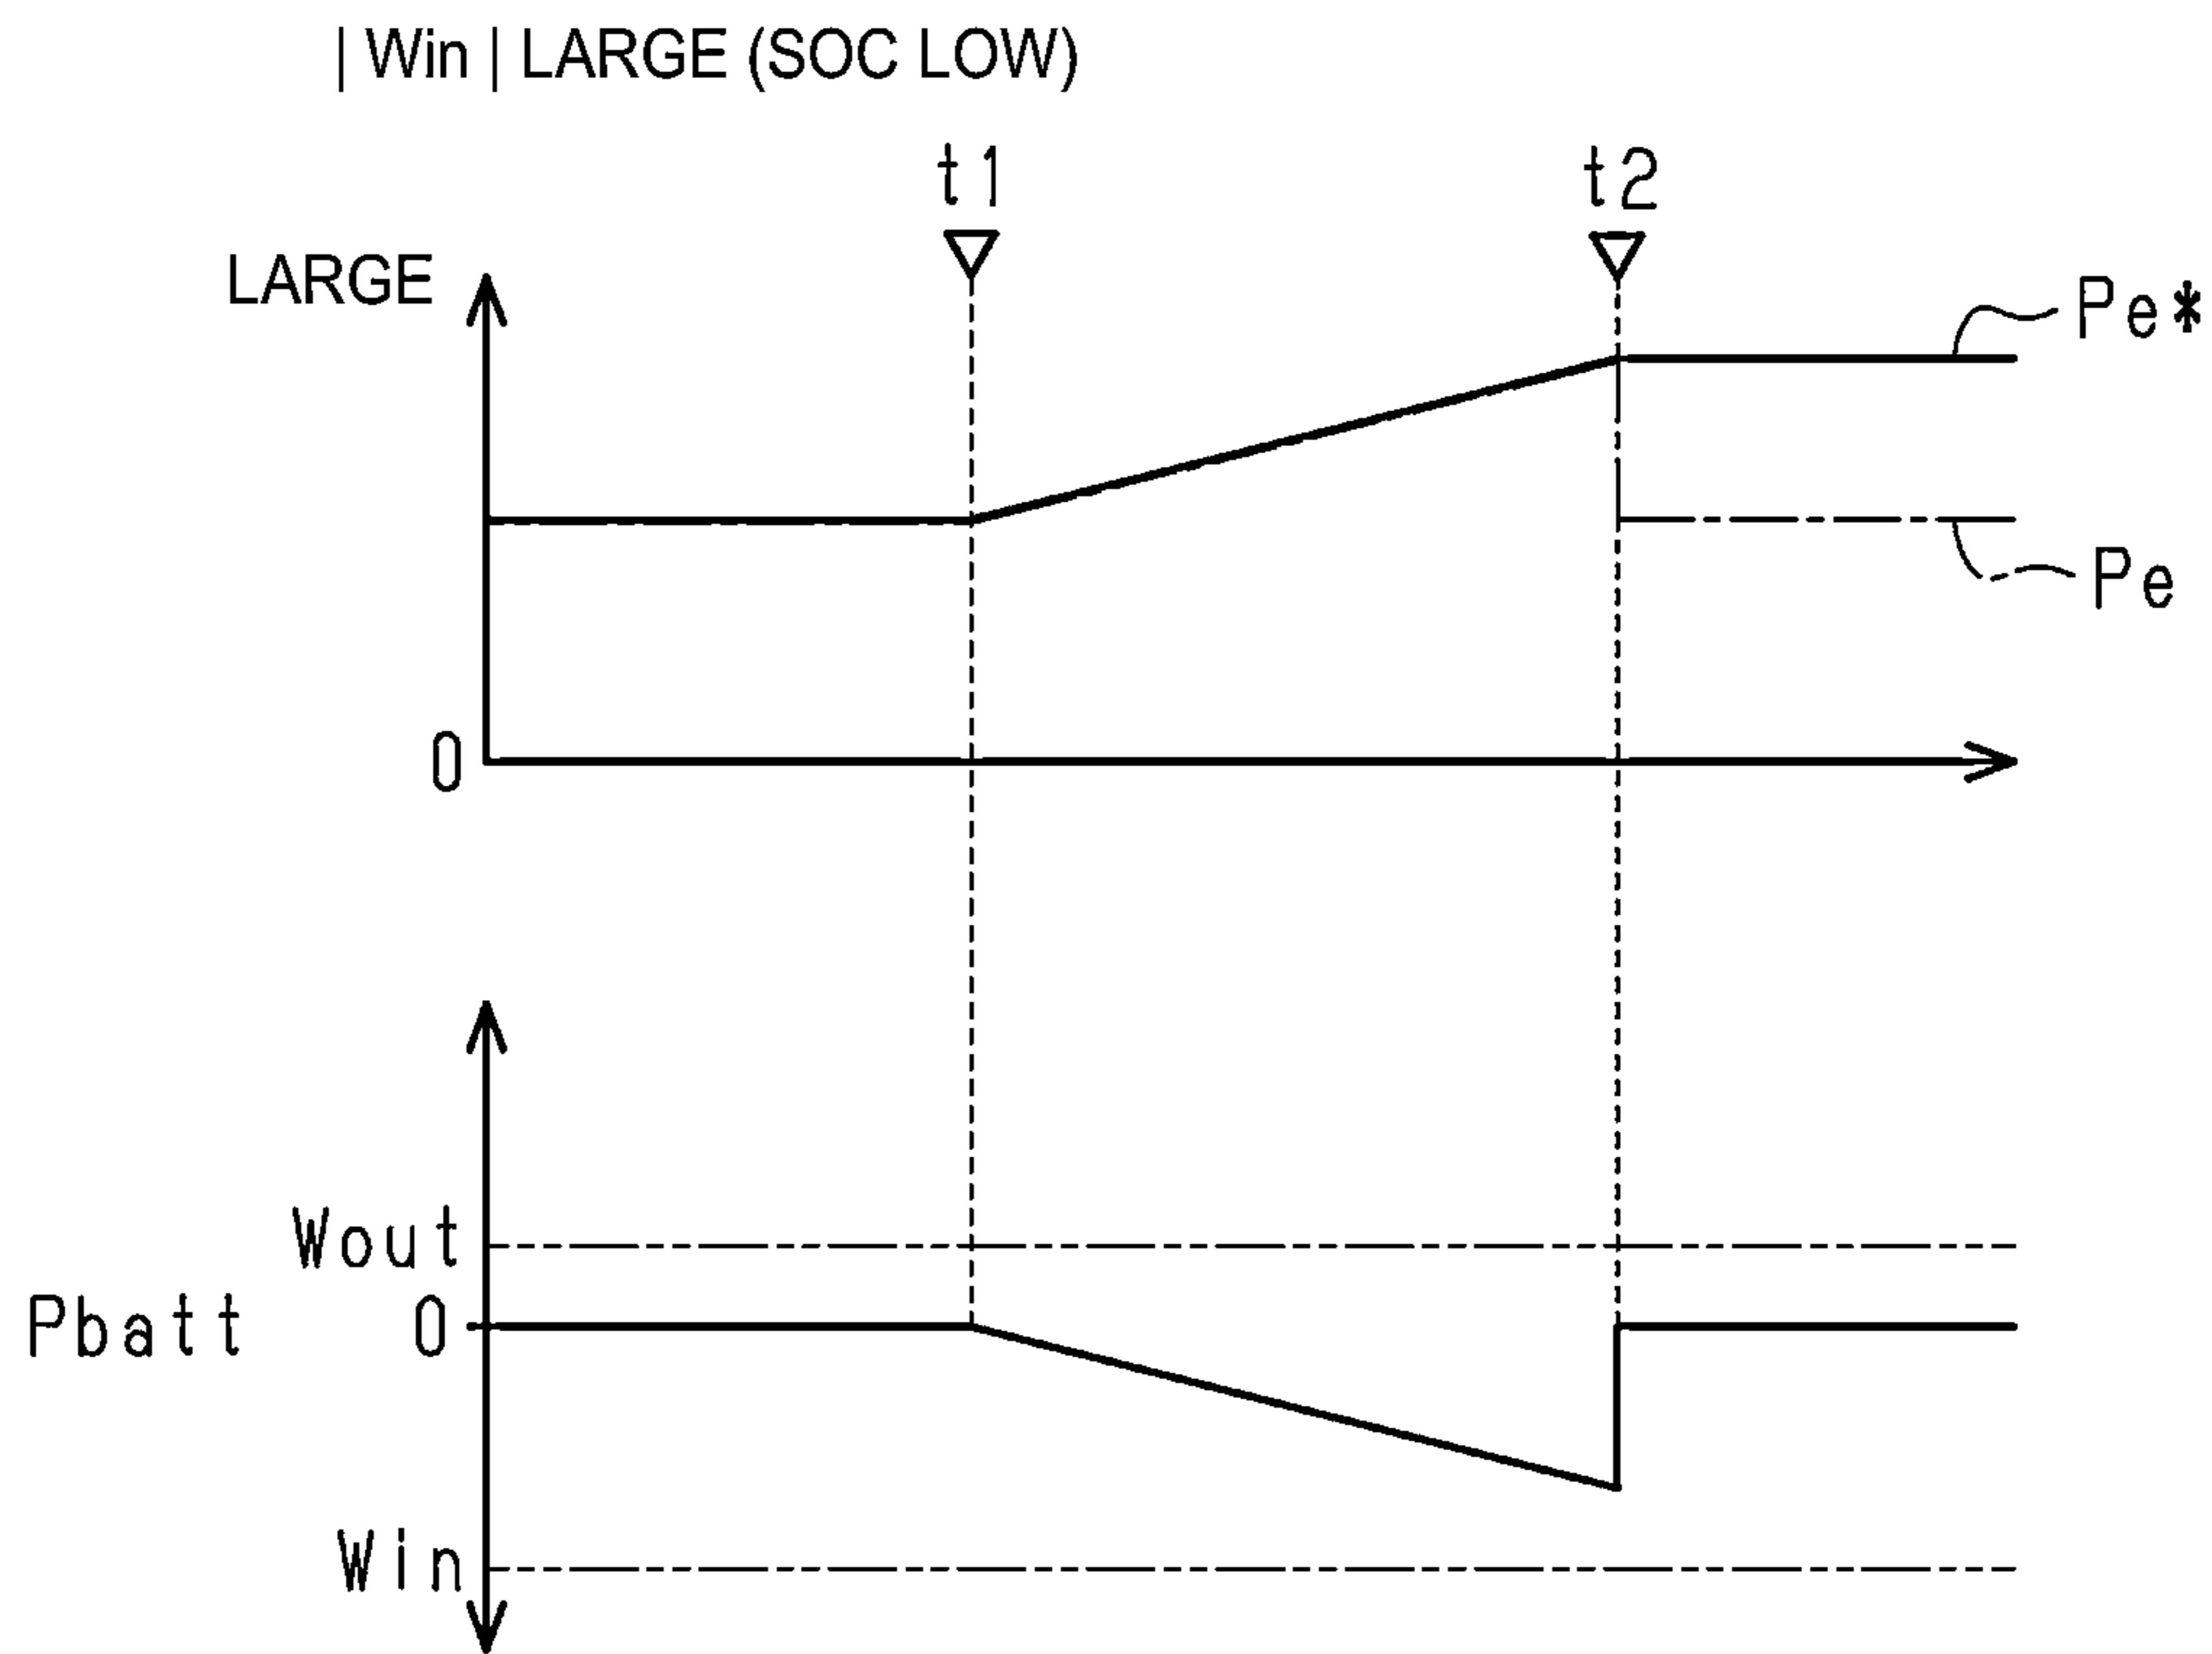 | Win | LARGE (SOC LOW)
t1 t2
LARGE
Pe*
Pe
0
Wout
Pbatt 0
Win